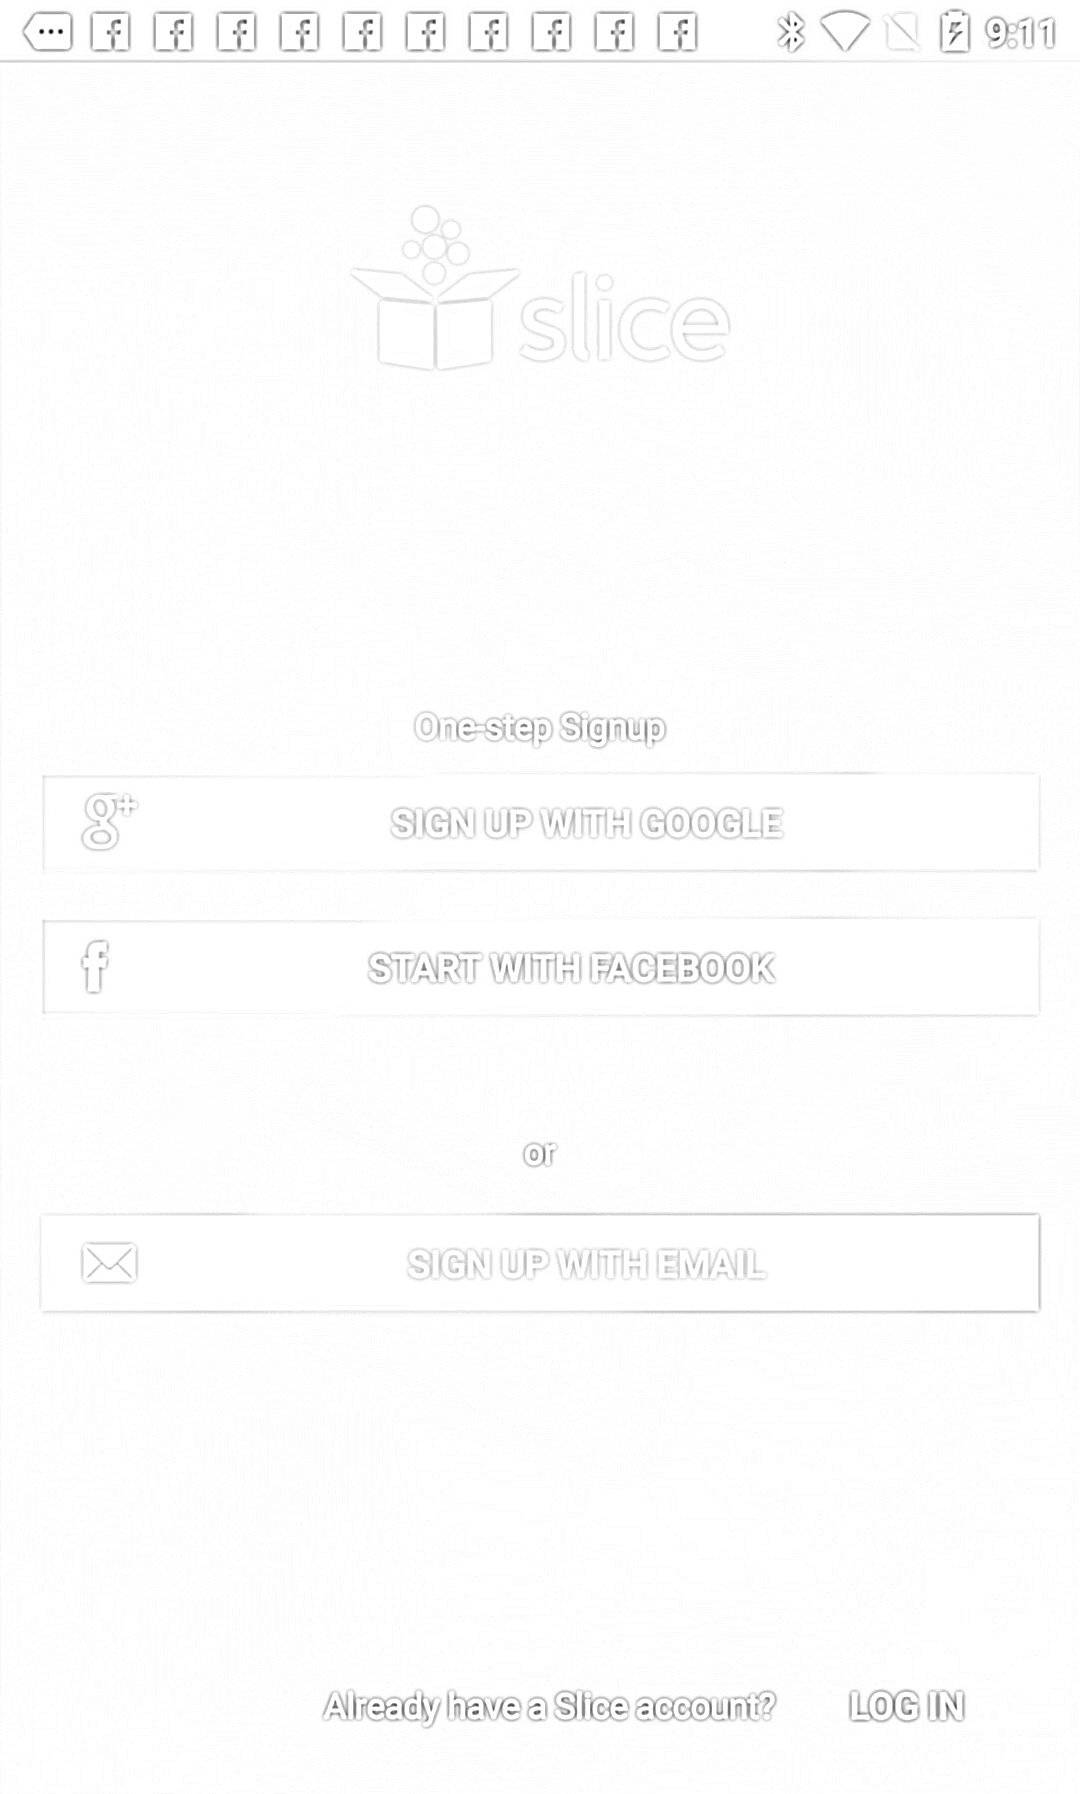 9:11
slice
One-step Signup
SIGN UP WITH GOOGLE
START WITH FACEBOOK
or
SIGN UP WITH EMAIL
Already have a Slice account? LOG IN